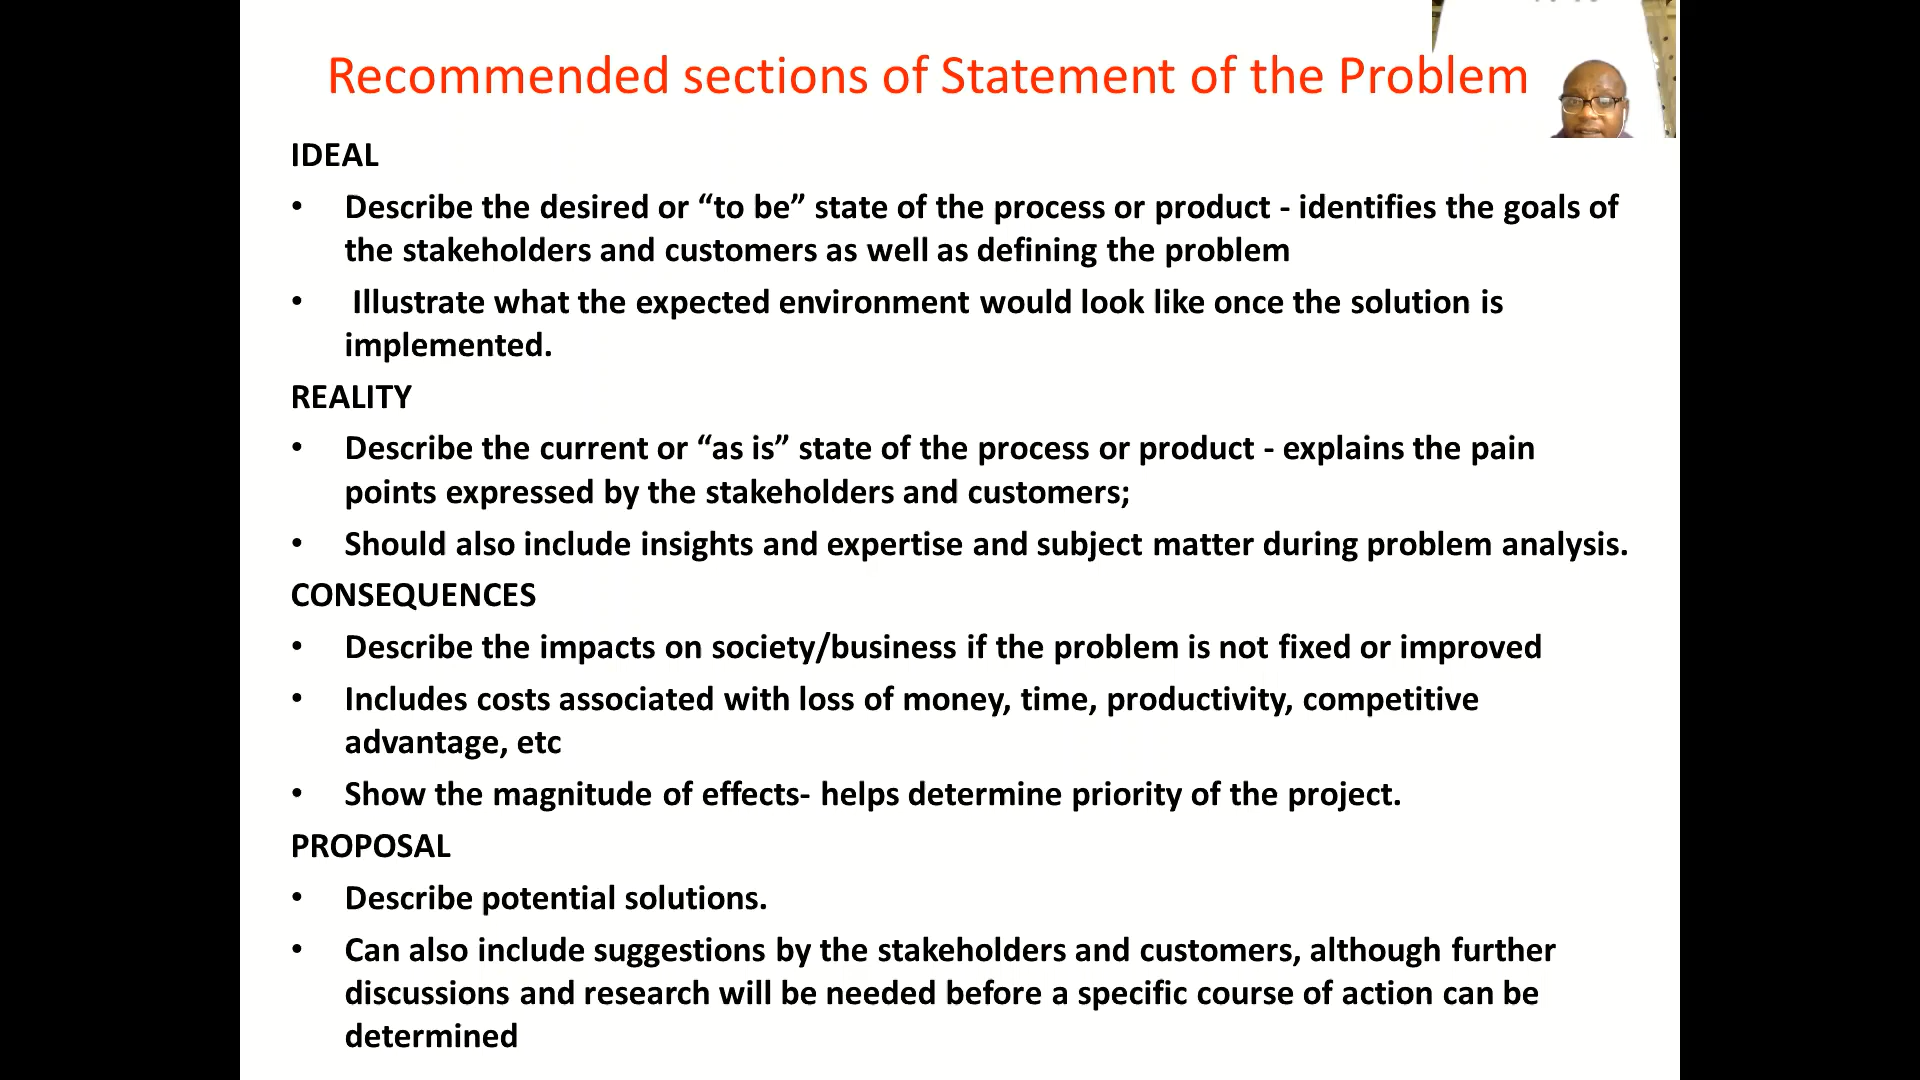 Recommended sections of Statement of the Problem
IDEAL
• Describe the desired or “to be” state of the process or product - identifies the goals of
the stakeholders and customers as well as defining the problem
• Illustrate what the expected environment would look like once the solution is
implemented.
REALITY
• Describe the current or “as is” state of the process or product - explains the pain
points expressed by the stakeholders and customers;
• Should also include insights and expertise and subject matter during problem analysis.
CONSEQUENCES
• Describe the impacts on society/business if the problem is not fixed or improved
• Includes costs associated with loss of money, time, productivity, competitive
advantage, etc
• Show the magnitude of effects- helps determine priority of the project.
PROPOSAL
• Describe potential solutions.
• Can also include suggestions by the stakeholders and customers, although further
discussions and research will be needed before a specific course of action can be
determined